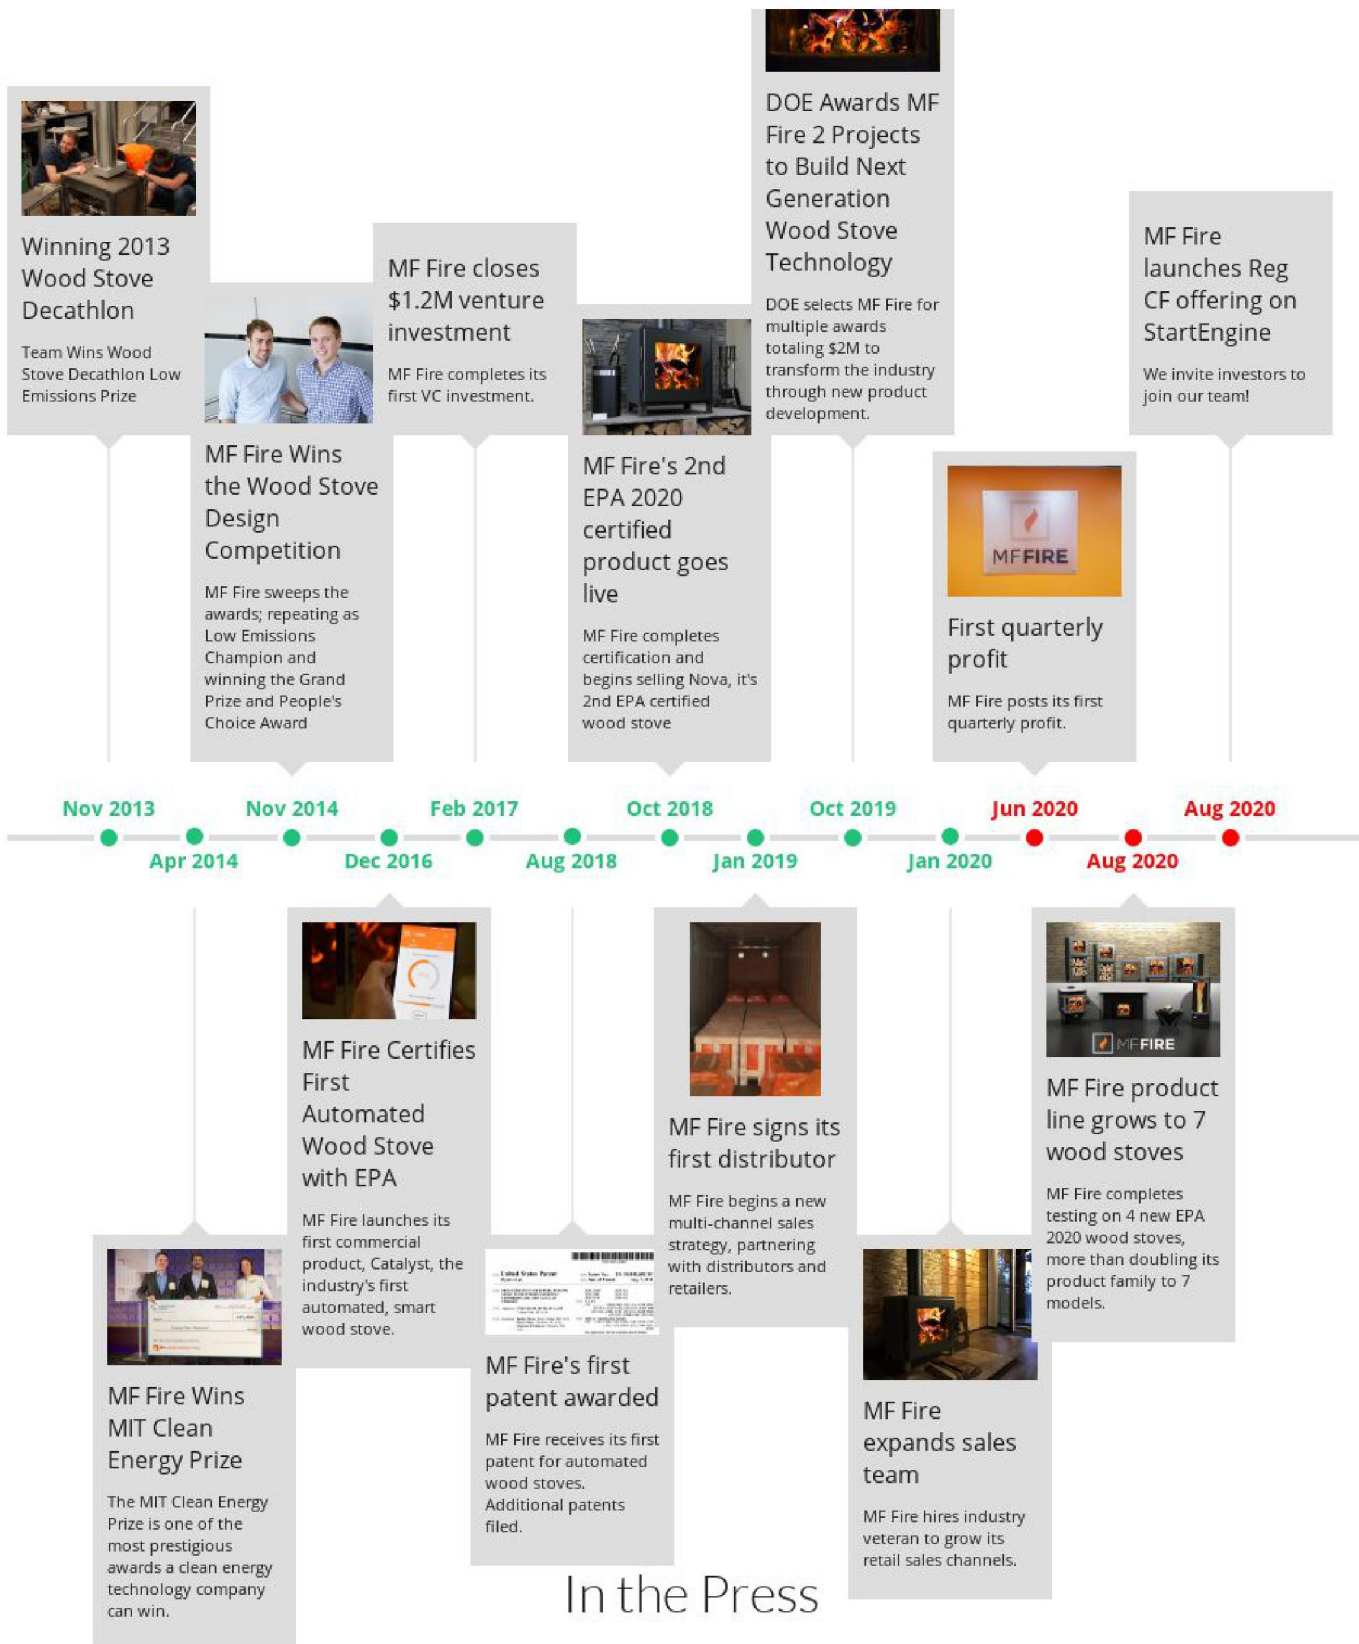 Winning 2013
Wood Stove
Decathlon
Team Wins Wood
Stove Decathlon Low
Emissions Prize
MF Fire Wins
the Wood Stove
Design
Competition
MF Fire sweeps the
awards; repeating as
Low Emissions
Champion and
winning the Grand
Prize and People's
Choice Award
MF Fire closes
$1.2M venture
investment
MF Fire completes its
first VC investment.
MF Fire's 2nd
EPA 2020
certified
product goes
live
MF Fire completes
certification and
begins selling Nova, it's
2nd EPA certified
wood stove
DOE Awards MF
Fire 2 Projects
to Build Next
Generation
Wood Stove
Technology
DOE selects MF Fire for
multiple awards
totaling $2M to
transform the industry
through new product
development.
MF FIRE
First quarterly
profit
MF Fire posts its first
quarterly profit.
MF Fire
launches Reg
CF offering on
StartEngine
We invite investors to
join our team!
Nov 2013
Nov 2014
Feb 2017
Oct 2018
Oct 2019
Jun 2020
Aug 2020
Apr 2014
Dec 2016
Aug 2018
Jan 2019
Jan 2020
Aug 2020
MF Fire Wins
MIT Clean
Energy Prize
The MIT Clean Energy
Prize is one of the
most prestigious
awards a clean energy
technology company
can win.
MF Fire Certifies
First
Automated
Wood Stove
with EPA
MF Fire launches its
first commercial
product, Catalyst, the
industry's first
automated, smart
wood stove.
United States Patent
MF Fire's first
patent awarded
MF Fire receives its first
patent for automated
wood stoves.
Additional patents
filed.
MF Fire signs its
first distributor
MF Fire begins a new
multi-channel sales
strategy, partnering
with distributors and
retailers.
MF Fire
expands sales
team
MF Fire hires industry
veteran to grow its
retail sales channels.
MF FIRE
MF Fire product
line grows to 7
wood stoves
MF Fire completes
testing on 4 new EPA
2020 wood stoves,
more than doubling its
product family to 7
models.
In the Press